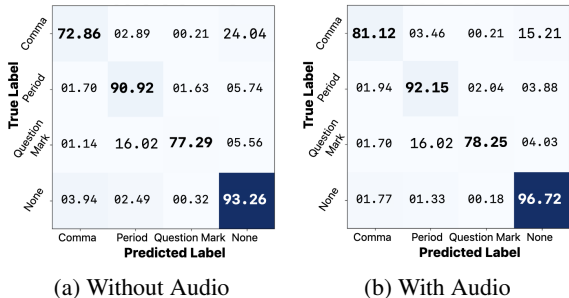 True Label
Comma 72.86 02.89 00.21 24.04
Period 01.70 90.92 01.63 05.74
Question Mark 01.14 16.02 77.29 05.56
None 03.94 02.49 00.32 93.26
Comma Period Question Mark None
Predicted Label
(a) Without Audio
True Label
Comma 81.12 03.46 00.21 15.21
Period 01.94 92.15 02.04 03.88
Question Mark 01.70 16.02 78.25 04.03
None 01.77 01.33 00.18 96.72
Comma Period Question Mark None
Predicted Label
(b) With Audio